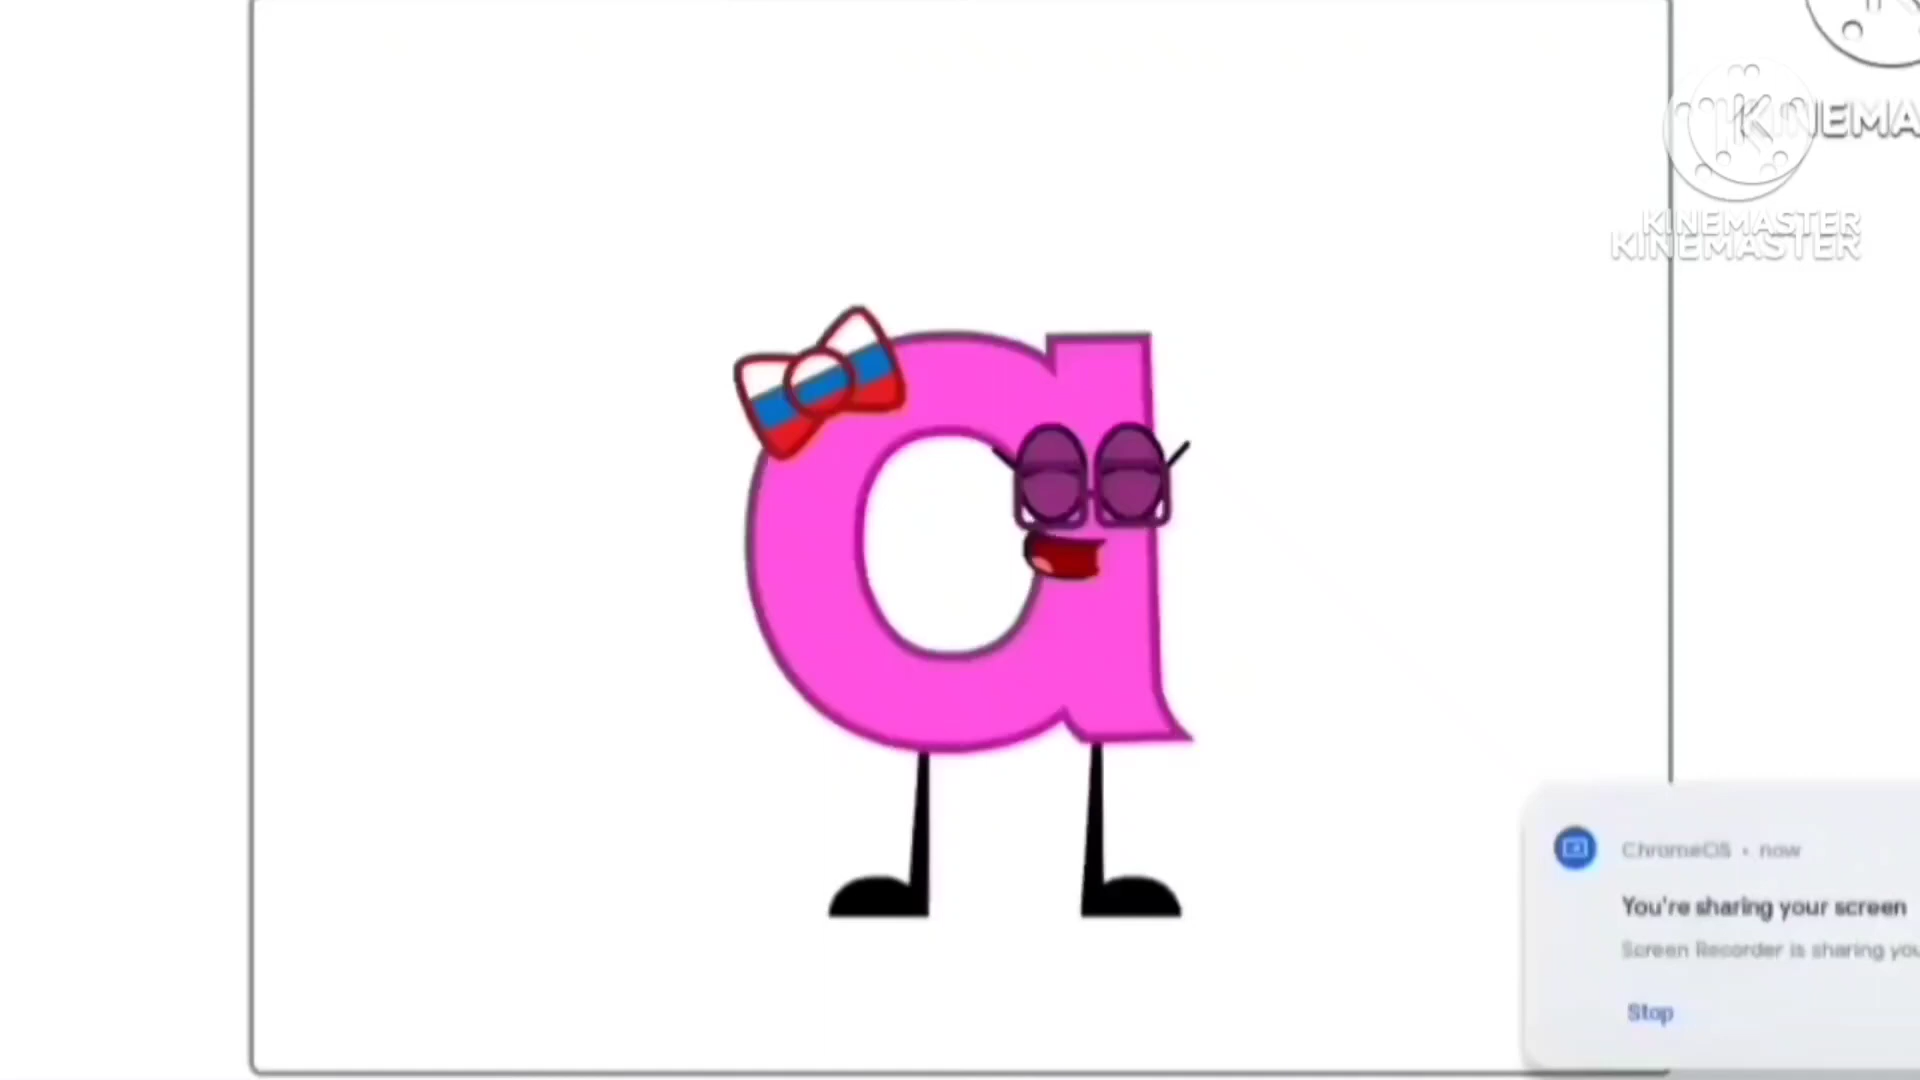 KINEMA
KINEMASTER
KINEMASTER
a
ChromeOS • now
You're sharing your screen
Screen Recorder is sharing you
Stop